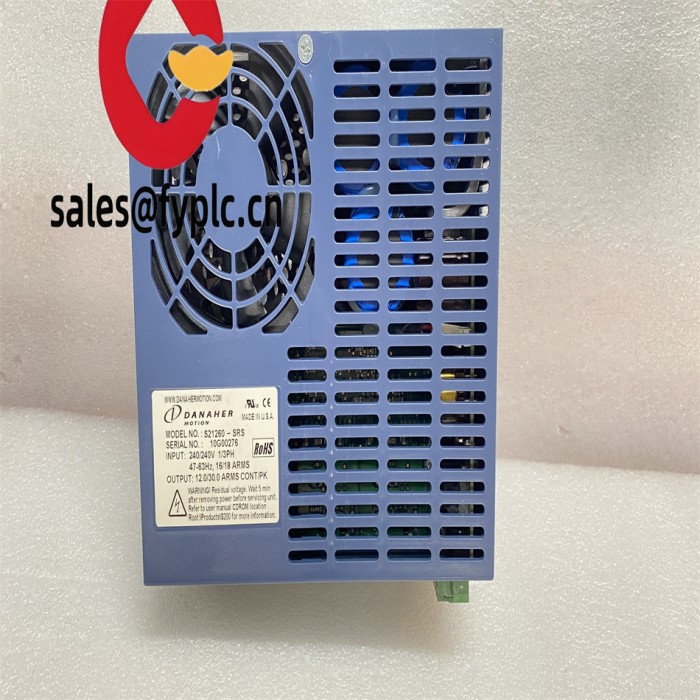 sales@fyplc.cn
WWW.DANAHERMOTION.COM
DANAHER
MOTION
MADE IN U.S.A.
MODEL NO.: S21260 - SRS
SERIAL NO.: 10G00276
RoHS
INPUT: 240/240V 1/3PH
47-63Hz, 16/18 ARMS
OUTPUT: 12.0/30.0 ARMS CONT/PK
WARNING! Residual voltage. Wait 5 min
after removing power before servicing unit.
Refer to user manual CDROM location
Root:\Products\S200 for more information.